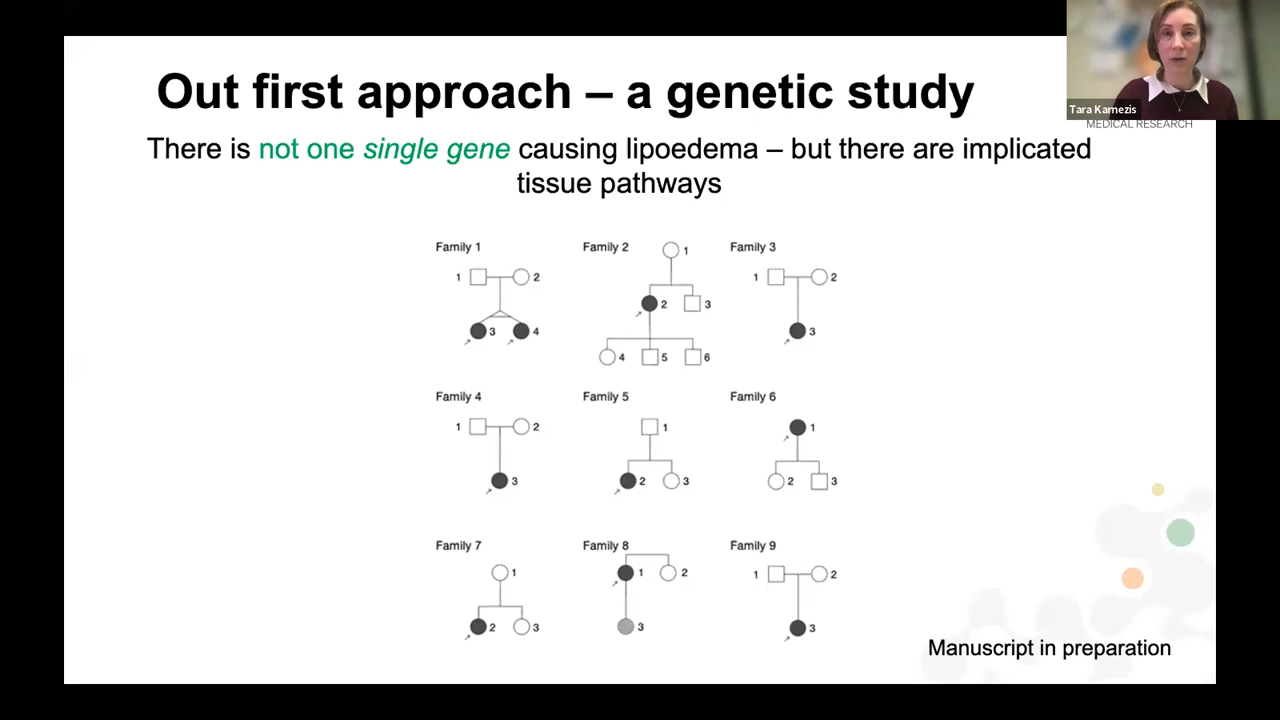 Out first approach – a genetic study
Tara Karnezis
MEDICAL RESEARCH
There is not one single gene causing lipoedema – but there are implicated
tissue pathways
Family 1
1
2
3
4
Family 2
1
2
3
4
5
6
Family 3
1
2
3
Family 4
1
2
3
Family 5
1
2
3
Family 6
1
2
3
Family 7
1
2
3
Family 8
1
2
3
Family 9
1
2
3
Manuscript in preparation